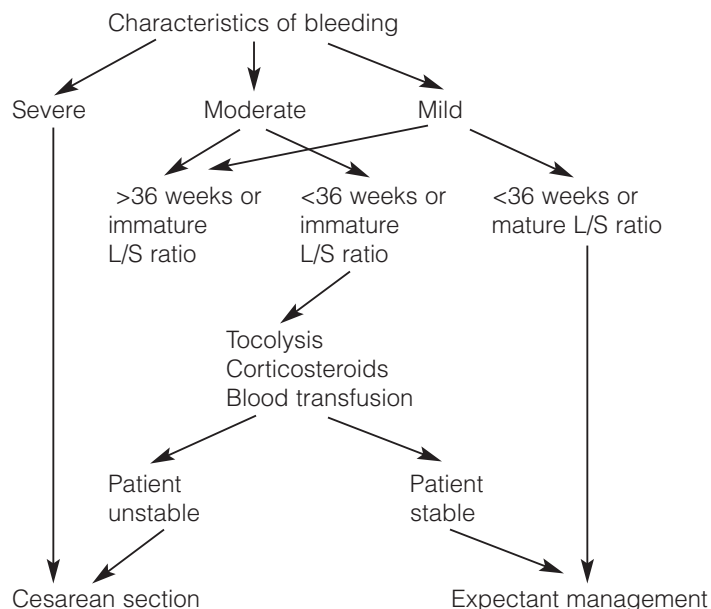 Characteristics of bleeding
Severe
Moderate
Mild
>36 weeks or
immature
L/S ratio
<36 weeks or
immature
L/S ratio
<36 weeks or
mature L/S ratio
Tocolysis
Corticosteroids
Blood transfusion
Patient
unstable
Patient
stable
Cesarean section
Expectant management